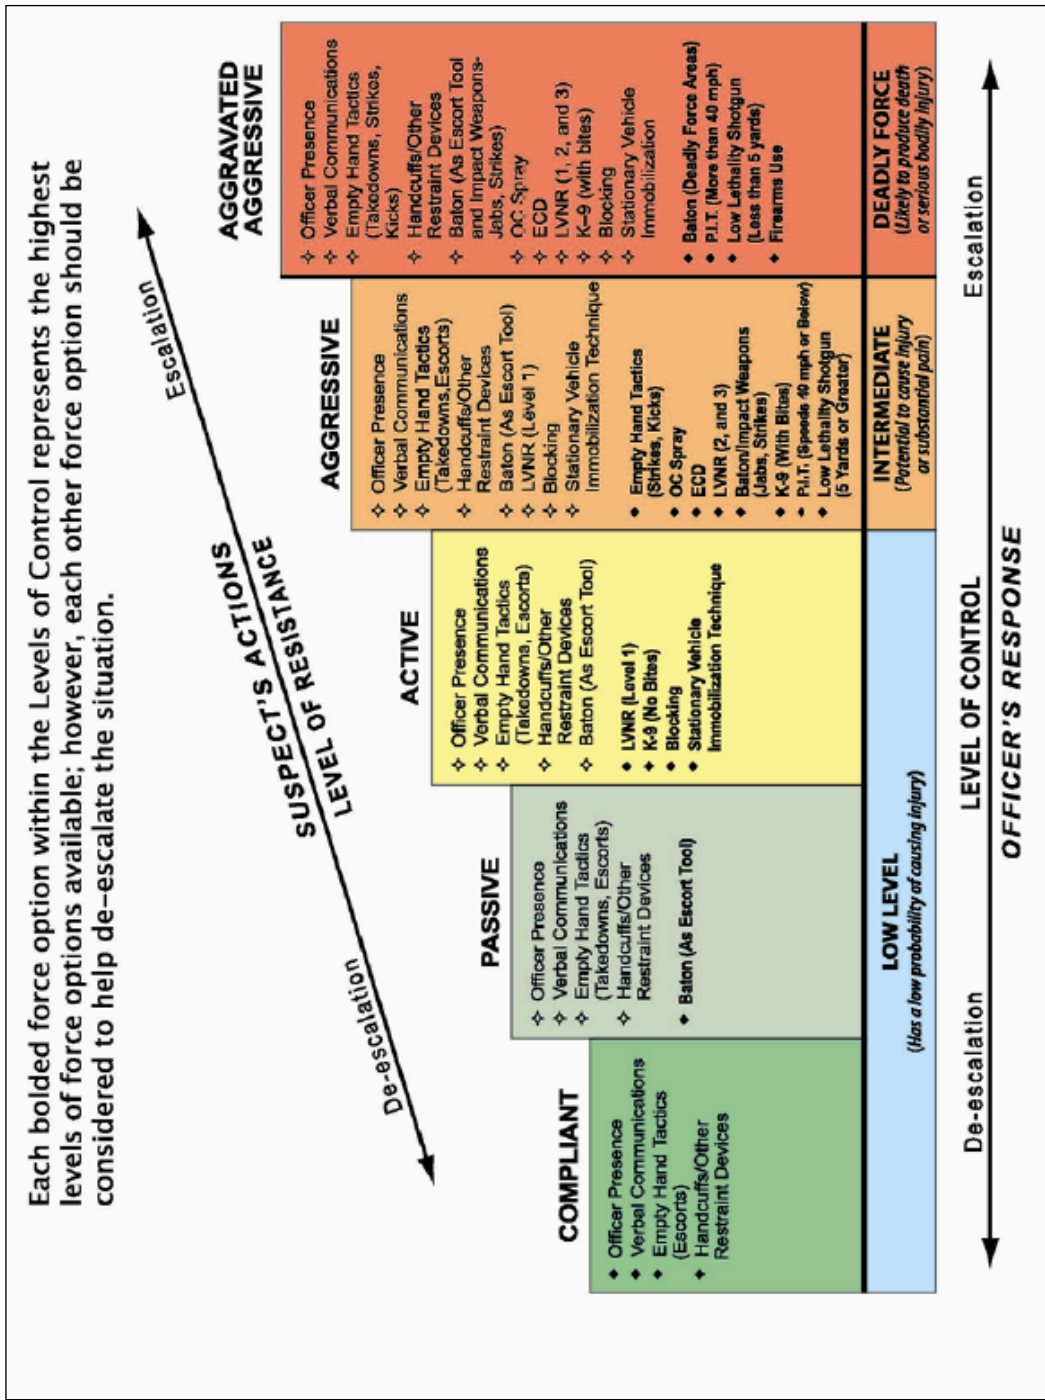 Each bolded force option within the Levels of Control represents the highest
levels of force options available; however, each other force option should be
considered to help de-escalate the situation.
Escalation
De-escalation
SUSPECT'S ACTIONS
LEVEL OF RESISTANCE
COMPLIANT
Officer Presence
Verbal Communications
Empty Hand Tactics
(Escorts)
Handcuffs/Other
Restraint Devices
PASSIVE
Officer Presence
Verbal Communications
Empty Hand Tactics
(Takedowns, Escorts)
Handcuffs/Other
Restraint Devices
Baton (As Escort Tool)
ACTIVE
Officer Presence
Verbal Communications
Empty Hand Tactics
(Takedowna, Escorta)
Handcuffs/Other
Restraint Devices
Baton (As Escort Tool)
LVNR (Level 1)
K-9 (No Bites)
Blocking
Stationary Vehicle
Immobilization Technique
AGGRESSIVE
Officer Presence
Verbal Communications
Empty Hand Tactics
(Takedowns,Escorts)
Handcuffs/Other
Restraint Devices
Baton (As Escort Tool)
LVNR (Level 1)
Blocking
Stationary Vehicle
Immobilization Technique
Empty Hand Tactics
(Strikes, Kicks)
OC Spray
ECD
LVNR (2, and 3)
Baton/Impact Weapons
(Jabs, Strikes)
K-9 (With Bites)
P.I.T. (Speeds 40 mph or Below)
Low Lethality Shotgun
(5 Yards or Greater)
AGGRAVATED
AGGRESSIVE
Officer Presence
Verbal Communications
Empty Hand Tactics
(Takedowns, Strikes,
Kicks)
Handcuffs/Other
Restraint Devices
Baton (As Escort Tool
and Impact Weapons-
Jabs, Strikes)
OC Spray
ECD
LVNR (1, 2, and 3)
K-9 (with bites)
Blocking
Stationary Vehicle
Immobilization
Baton (Deadly Force Areas)
P.I.T. (More than 40 mph)
Low Lethality Shotgun
(Less than 5 yards)
Firearms Use
LOW LEVEL
(Has a low probability of causing injury)
INTERMEDIATE
(Potential to cause injury
or substantial pain)
DEADLY FORCE
(Likely to produce death
or serious bodily injury)
De-escalation
LEVEL OF CONTROL
Escalation
OFFICER'S RESPONSE